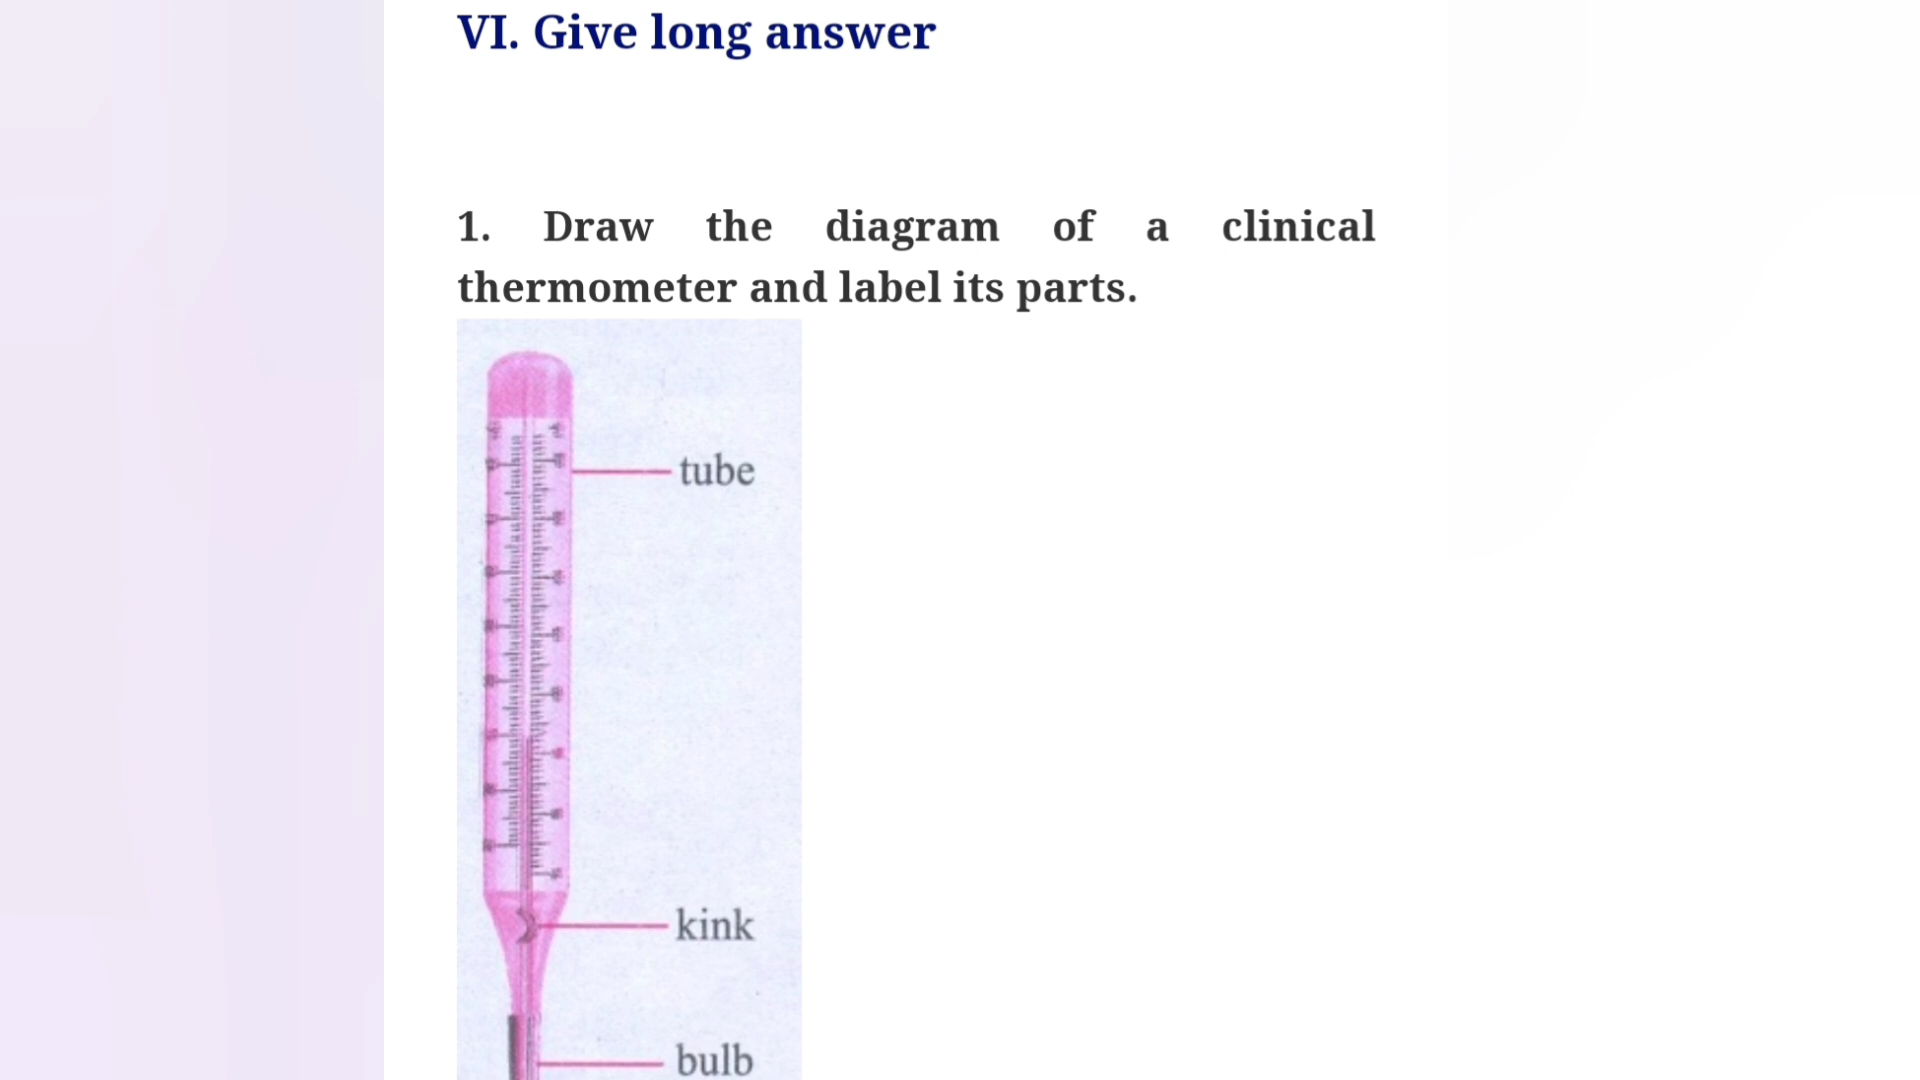 VI. Give long answer
1. Draw the diagram of a clinical
thermometer and label its parts.
tube
kink
bulb